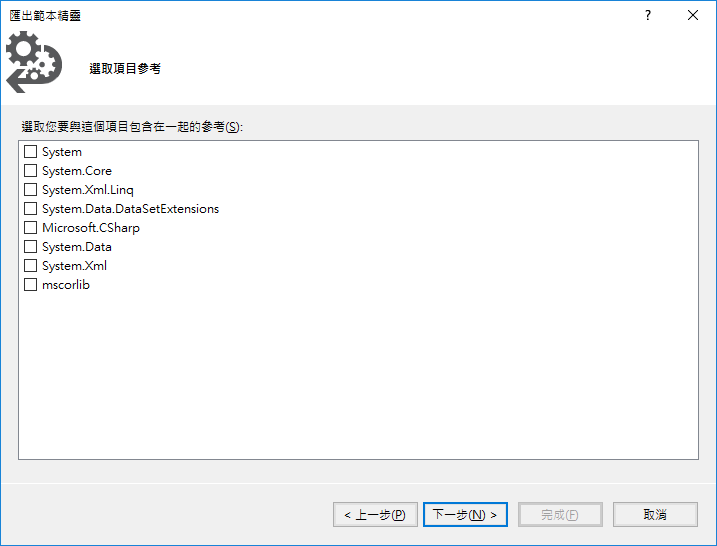 匯出範本精靈
?
選取項目參考
選取您要與這個項目包含在一起的參考(S):
System
System.Core
System.Xml.Linq
System.Data.DataSetExtensions
Microsoft.CSharp
System.Data
System.Xml
mscorlib
< 上一步(P) 下一步(N) > 完成(F) 取消